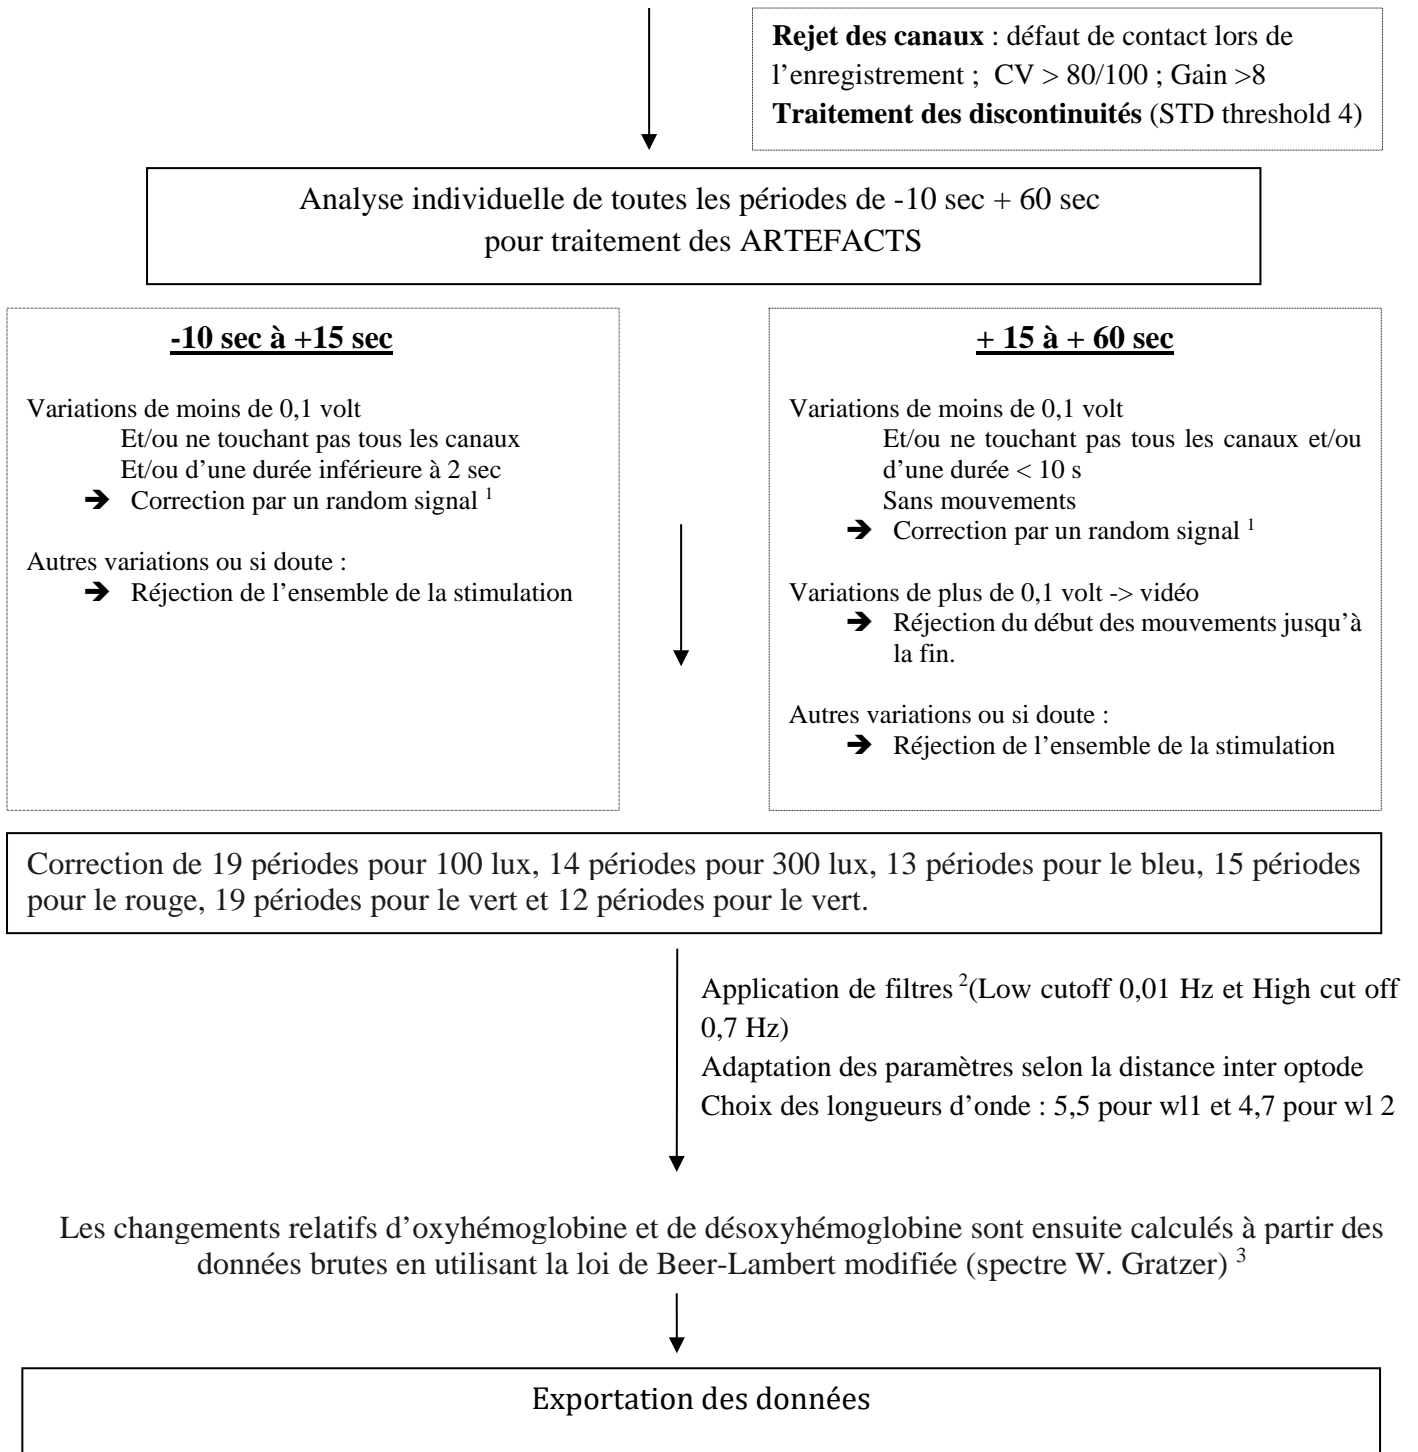 Rejet des canaux : défaut de contact lors de
l’enregistrement ; CV > 80/100 ; Gain >8
Traitement des discontinuités (STD threshold 4)
Analyse individuelle de toutes les périodes de -10 sec + 60 sec
pour traitement des ARTEFACTS
-10 sec à +15 sec
Variations de moins de 0,1 volt
Et/ou ne touchant pas tous les canaux
Et/ou d’une durée inférieure à 2 sec
➔ Correction par un random signal 1
Autres variations ou si doute :
➔ Réjection de l’ensemble de la stimulation
+ 15 à + 60 sec
Variations de moins de 0,1 volt
Et/ou ne touchant pas tous les canaux et/ou
d’une durée < 10 s
Sans mouvements
➔ Correction par un random signal 1
Variations de plus de 0,1 volt -> vidéo
➔ Réjection du début des mouvements jusqu’à
la fin.
Autres variations ou si doute :
➔ Réjection de l’ensemble de la stimulation
Correction de 19 périodes pour 100 lux, 14 périodes pour 300 lux, 13 périodes pour le bleu, 15 périodes
pour le rouge, 19 périodes pour le vert et 12 périodes pour le vert.
Application de filtres 2(Low cutoff 0,01 Hz et High cut off
0,7 Hz)
Adaptation des paramètres selon la distance inter optode
Choix des longueurs d’onde : 5,5 pour wl1 et 4,7 pour wl 2
Les changements relatifs d’oxyhémoglobine et de désoxyhémoglobine sont ensuite calculés à partir des
données brutes en utilisant la loi de Beer-Lambert modifiée (spectre W. Gratzer) 3
Exportation des données